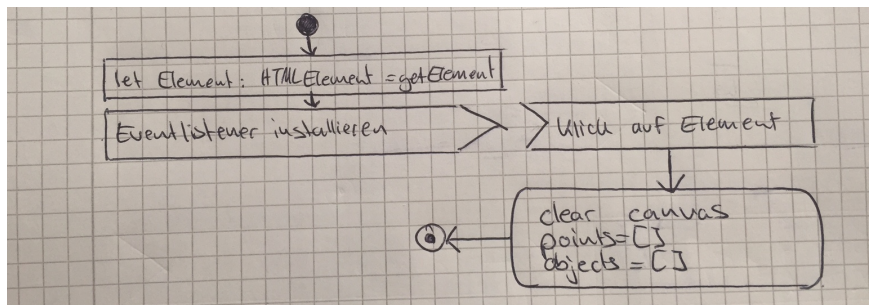 let Element: HTMLElement = getElement
Eventlistener installieren
Klick auf Element
clear canvas
points=[]
objects = []